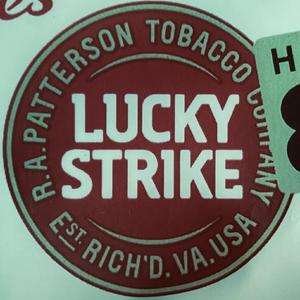 R.A. PATTERSON TOBACCO COMPANY
LUCKY
STRIKE
EST. RICH'D. VA. USA
H